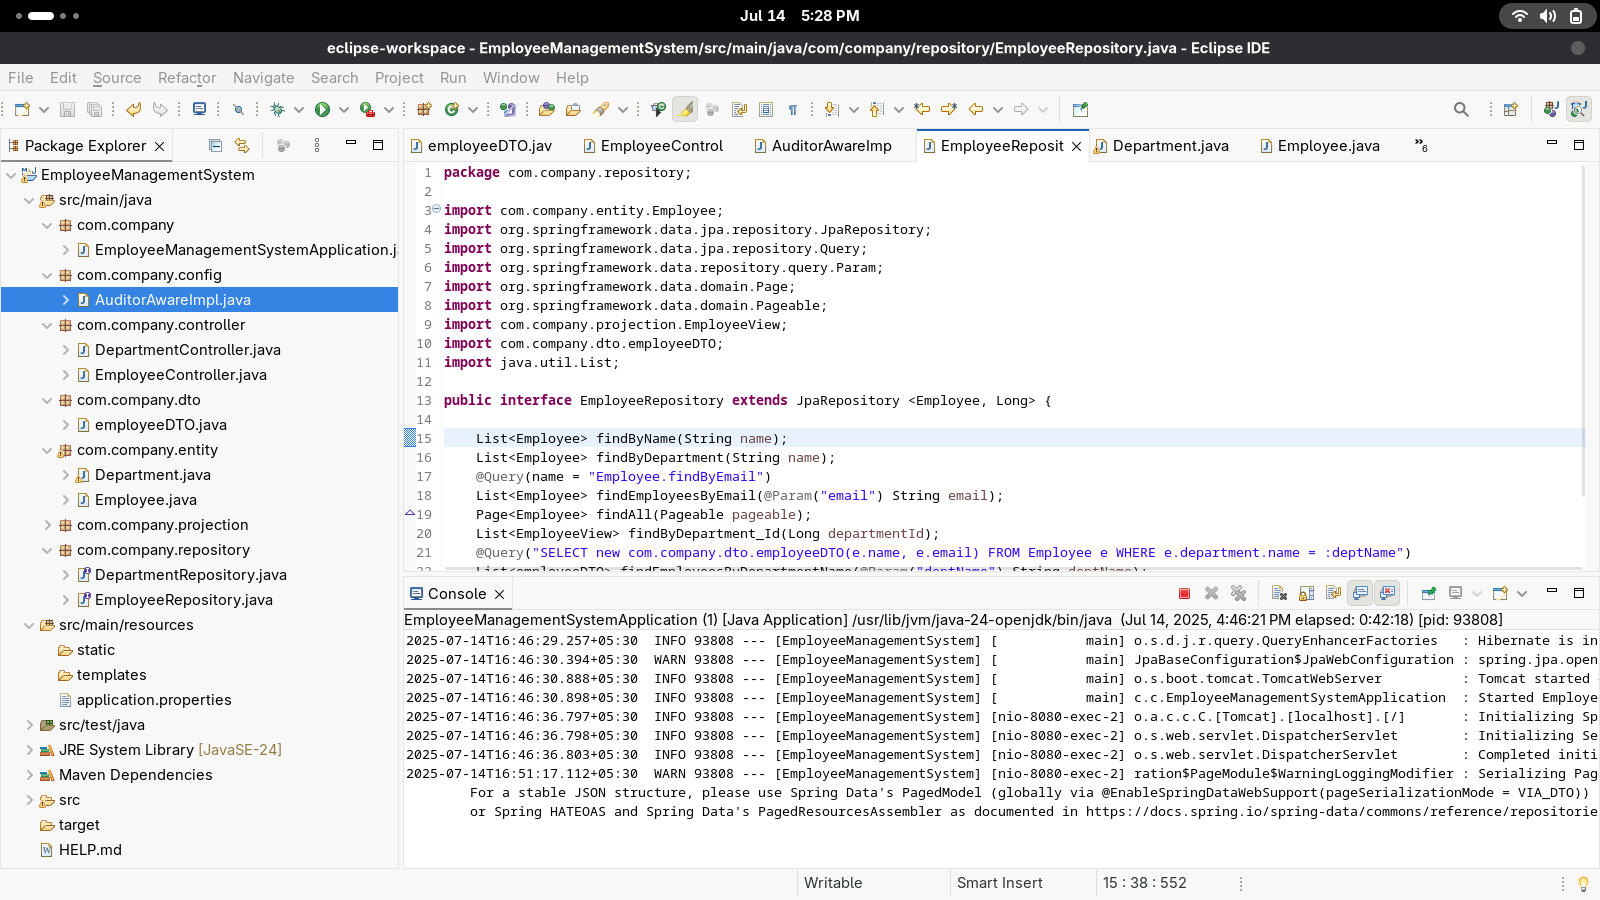 Jul 14 5:28 PM
eclipse-workspace - EmployeeManagementSystem/src/main/java/com/company/repository/EmployeeRepository.java - Eclipse IDE
File Edit Source Refactor Navigate Search Project Run Window Help
Package Explorer
EmployeeManagementSystem
src/main/java
com.company
EmployeeManagementSystemApplication.j
com.company.config
AuditorAwareImpl.java
com.company.controller
DepartmentController.java
EmployeeController.java
com.company.dto
employeeDTO.java
com.company.entity
Department.java
Employee.java
com.company.projection
com.company.repository
DepartmentRepository.java
EmployeeRepository.java
src/main/resources
static
templates
application.properties
src/test/java
JRE System Library [JavaSE-24]
Maven Dependencies
src
target
HELP.md
employeeDTO.jav EmployeeControl AuditorAwareImp EmployeeReposit Department.java Employee.java »6
1 package com.company.repository;
2
3 import com.company.entity.Employee;
4 import org.springframework.data.jpa.repository.JpaRepository;
5 import org.springframework.data.jpa.repository.Query;
6 import org.springframework.data.repository.query.Param;
7 import org.springframework.data.domain.Page;
8 import org.springframework.data.domain.Pageable;
9 import com.company.projection.EmployeeView;
10 import com.company.dto.employeeDTO;
11 import java.util.List;
12
13 public interface EmployeeRepository extends JpaRepository <Employee, Long> {
14
15 List<Employee> findByName(String name);
16 List<Employee> findByDepartment(String name);
17 @Query(name = "Employee.findByEmail")
18 List<Employee> findEmployeesByEmail(@Param("email") String email);
19 Page<Employee> findAll(Pageable pageable);
20 List<EmployeeView> findByDepartment_Id(Long departmentId);
21 @Query("SELECT new com.company.dto.employeeDTO(e.name, e.email) FROM Employee e WHERE e.department.name = :deptName")
22 List<employeeDTO> findEmployeesByDepartmentName(@Param("deptName") String deptName);
Console
EmployeeManagementSystemApplication (1) [Java Application] /usr/lib/jvm/java-24-openjdk/bin/java (Jul 14, 2025, 4:46:21 PM elapsed: 0:42:18) [pid: 93808]
2025-07-14T16:46:29.257+05:30 INFO 93808 --- [EmployeeManagementSystem] [ main] o.s.d.j.r.query.QueryEnhancerFactories : Hibernate is in
2025-07-14T16:46:30.394+05:30 WARN 93808 --- [EmployeeManagementSystem] [ main] JpaBaseConfiguration$JpaWebConfiguration : spring.jpa.open
2025-07-14T16:46:30.888+05:30 INFO 93808 --- [EmployeeManagementSystem] [ main] o.s.boot.tomcat.TomcatWebServer : Tomcat started
2025-07-14T16:46:30.898+05:30 INFO 93808 --- [EmployeeManagementSystem] [ main] c.c.EmployeeManagementSystemApplication : Started Employe
2025-07-14T16:46:36.797+05:30 INFO 93808 --- [EmployeeManagementSystem] [nio-8080-exec-2] o.a.c.c.C.[Tomcat].[localhost].[/] : Initializing Sp
2025-07-14T16:46:36.798+05:30 INFO 93808 --- [EmployeeManagementSystem] [nio-8080-exec-2] o.s.web.servlet.DispatcherServlet : Initializing Se
2025-07-14T16:46:36.803+05:30 INFO 93808 --- [EmployeeManagementSystem] [nio-8080-exec-2] o.s.web.servlet.DispatcherServlet : Completed initi
2025-07-14T16:51:17.112+05:30 WARN 93808 --- [EmployeeManagementSystem] [nio-8080-exec-2] ration$PageModule$WarningLoggingModifier : Serializing Pag
For a stable JSON structure, please use Spring Data's PagedModel (globally via @EnableSpringDataWebSupport(pageSerializationMode = VIA_DTO))
or Spring HATEOAS and Spring Data's PagedResourcesAssembler as documented in https://docs.spring.io/spring-data/commons/reference/repositorie
Writable Smart Insert 15 : 38 : 552